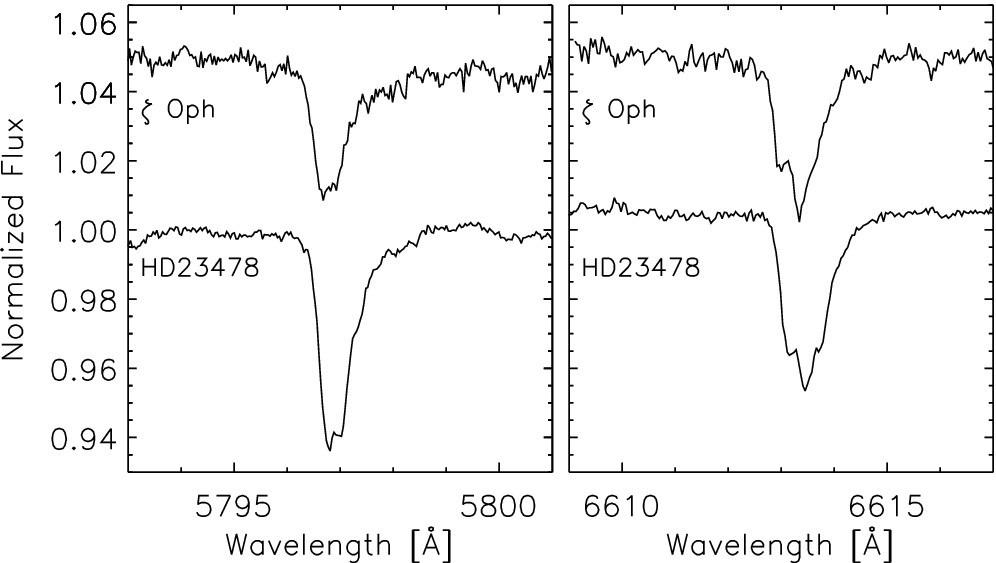 1.06
1.04
1.02
1.00
0.98
0.96
0.94
Normalized Flux
ζ Oph
HD23478
5795
5800
Wavelength [Å]
ζ Oph
HD23478
6610
6615
Wavelength [Å]